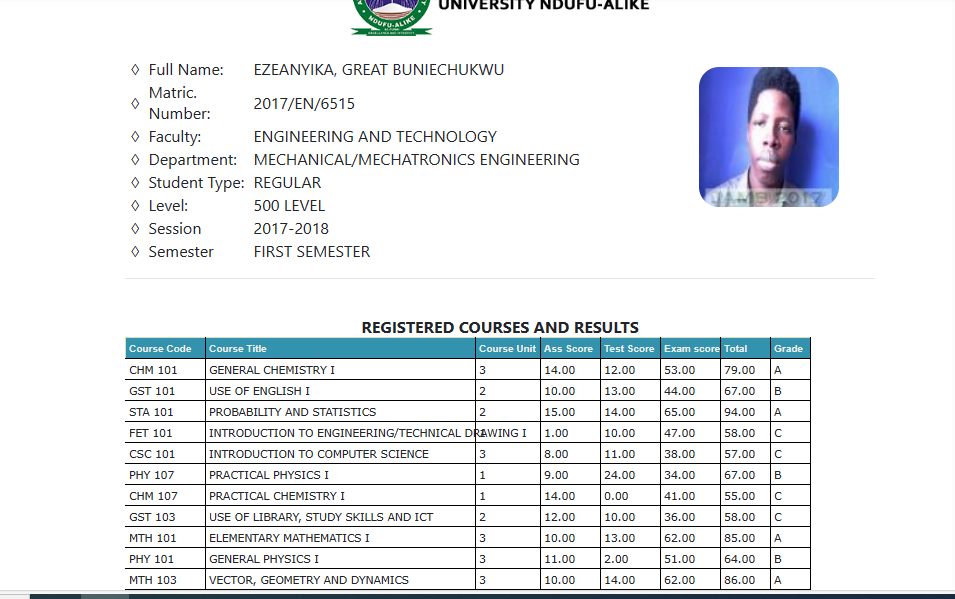 UNIVERSITY NDUFU-ALIKE
NDUFU-ALIKE
◊ Full Name: EZEANYIKA, GREAT BUNIECHUKWU
◊ Matric. Number: 2017/EN/6515
◊ Faculty: ENGINEERING AND TECHNOLOGY
◊ Department: MECHANICAL/MECHATRONICS ENGINEERING
◊ Student Type: REGULAR
◊ Level: 500 LEVEL
◊ Session 2017-2018
◊ Semester FIRST SEMESTER
JAMB 2017
REGISTERED COURSES AND RESULTS
Course Code Course Title Course Unit Ass Score Test Score Exam score Total Grade
CHM 101 GENERAL CHEMISTRY I 3 14.00 12.00 53.00 79.00 A
GST 101 USE OF ENGLISH I 2 10.00 13.00 44.00 67.00 B
STA 101 PROBABILITY AND STATISTICS 2 15.00 14.00 65.00 94.00 A
FET 101 INTRODUCTION TO ENGINEERING/TECHNICAL DRAWING I 1 1.00 10.00 47.00 58.00 C
CSC 101 INTRODUCTION TO COMPUTER SCIENCE 3 8.00 11.00 38.00 57.00 C
PHY 107 PRACTICAL PHYSICS I 1 9.00 24.00 34.00 67.00 B
CHM 107 PRACTICAL CHEMISTRY I 1 14.00 0.00 41.00 55.00 C
GST 103 USE OF LIBRARY, STUDY SKILLS AND ICT 2 12.00 10.00 36.00 58.00 C
MTH 101 ELEMENTARY MATHEMATICS I 3 10.00 13.00 62.00 85.00 A
PHY 101 GENERAL PHYSICS I 3 11.00 2.00 51.00 64.00 B
MTH 103 VECTOR, GEOMETRY AND DYNAMICS 3 10.00 14.00 62.00 86.00 A